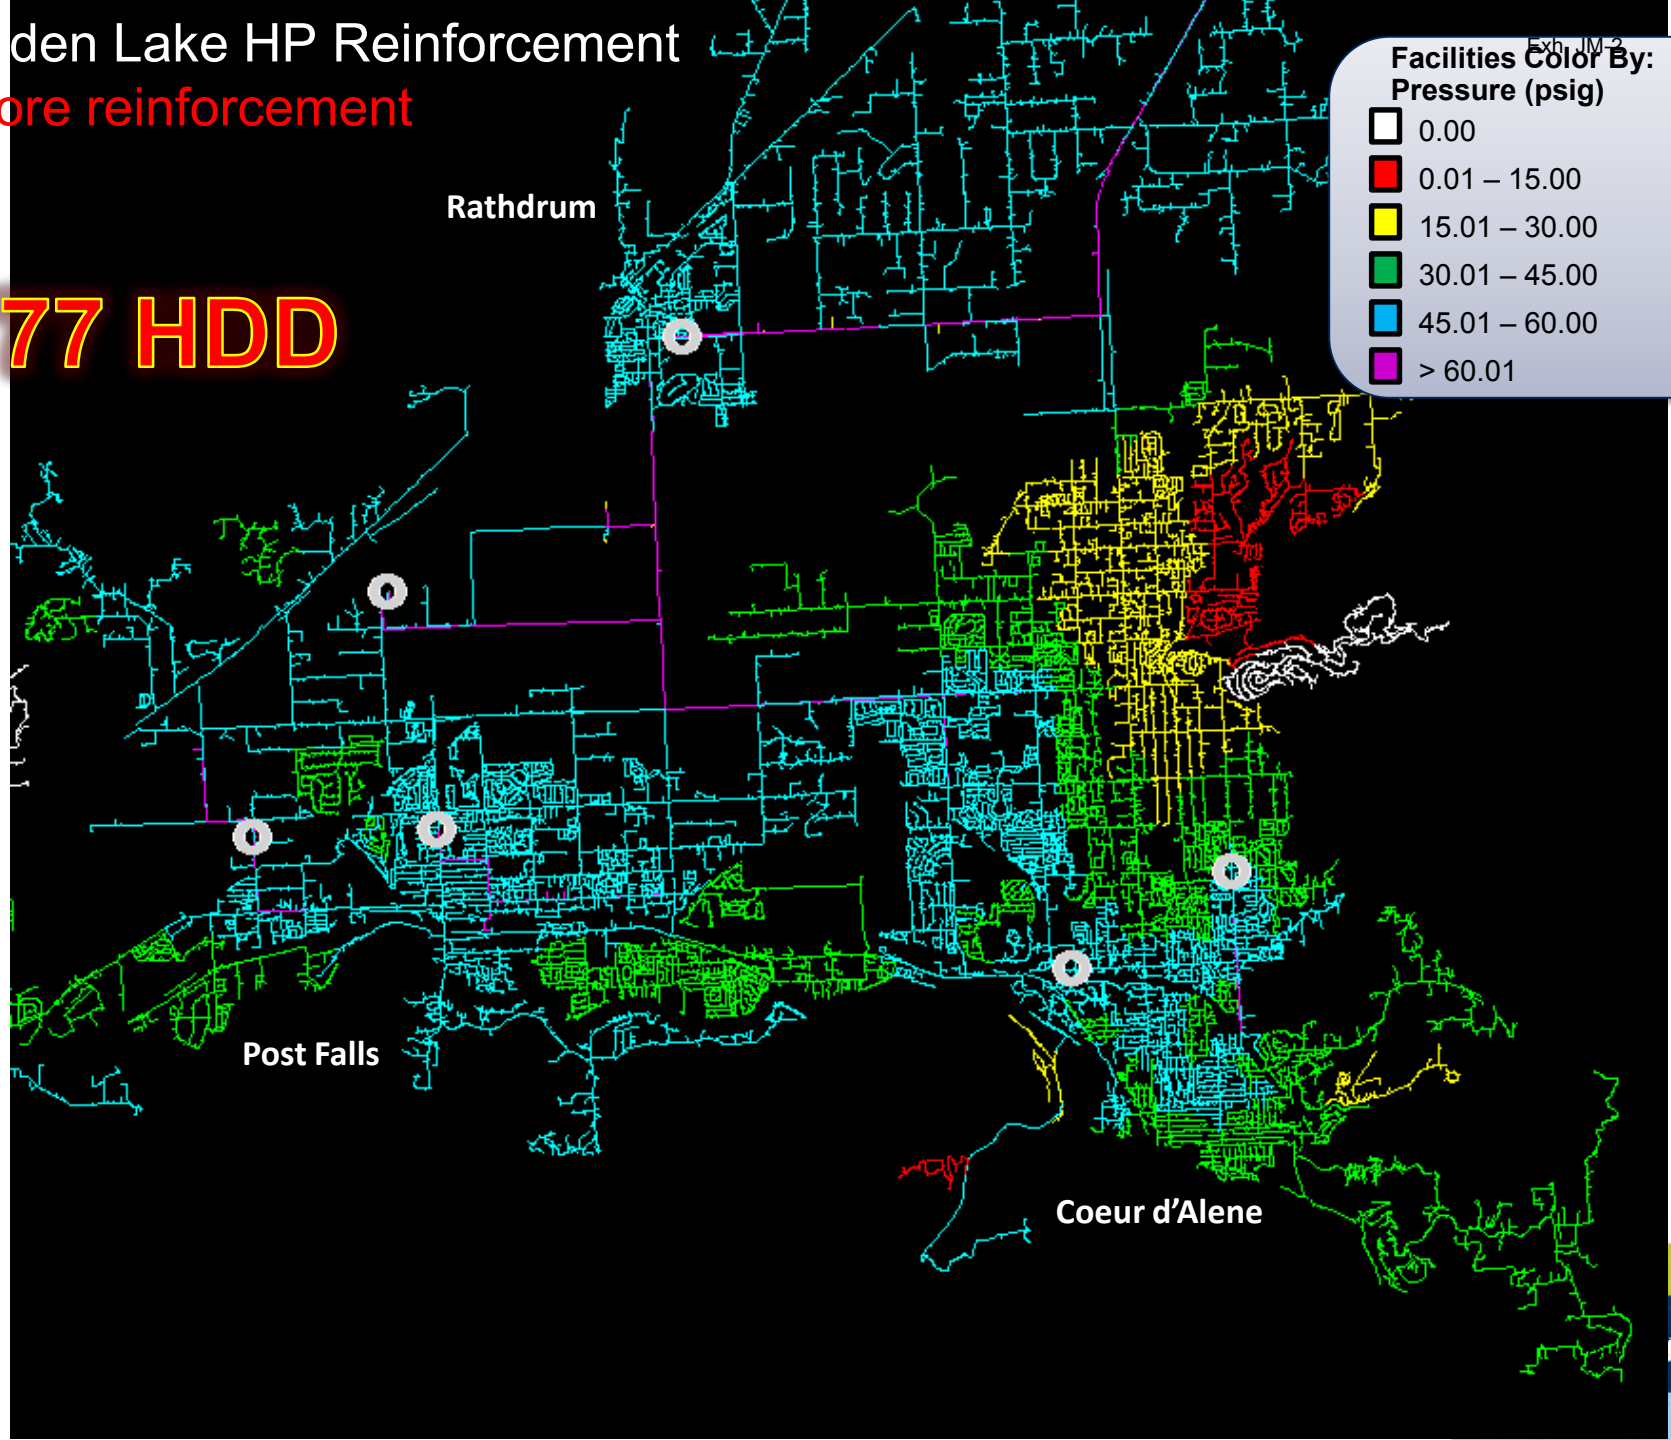 den Lake HP Reinforcement
ore reinforcement
Exh. JM-2
Facilities Color By:
Pressure (psig)
0.00
0.01 – 15.00
15.01 – 30.00
30.01 – 45.00
45.01 – 60.00
> 60.01
Rathdrum
77 HDD
Post Falls
Coeur d'Alene